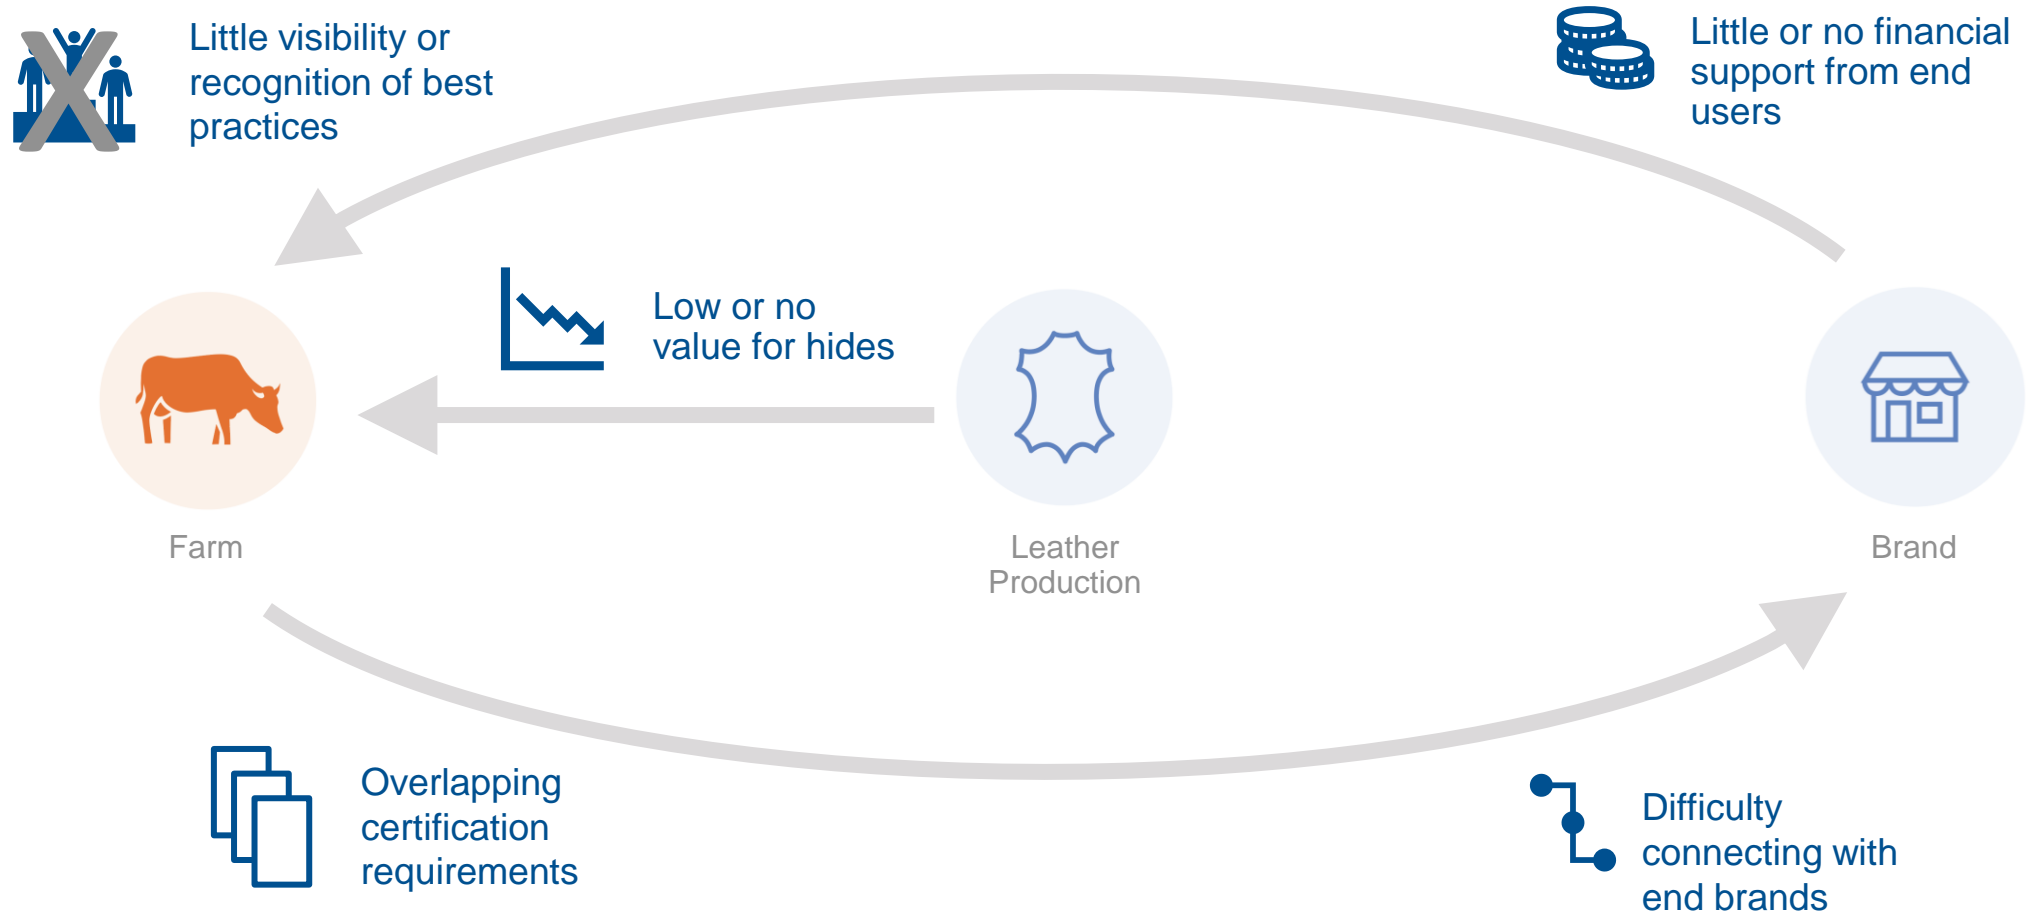 Little visibility or
recognition of best
practices
Little or no financial
support from end
users
Low or no
value for hides
Farm
Leather
Production
Brand
Overlapping
certification
requirements
Difficulty
connecting with
end brands